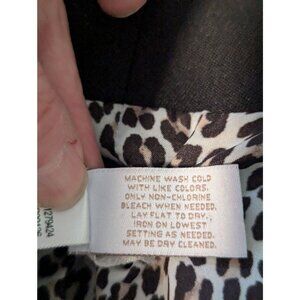 MACHINE WASH COLD
WITH LIKE COLORS.
ONLY NON-CHLORINE
BLEACH WHEN NEEDED.
LAY FLAT TO DRY.
IRON ON LOWEST
SETTING AS NEEDED.
MAY BE DRY CLEANED.
1279424